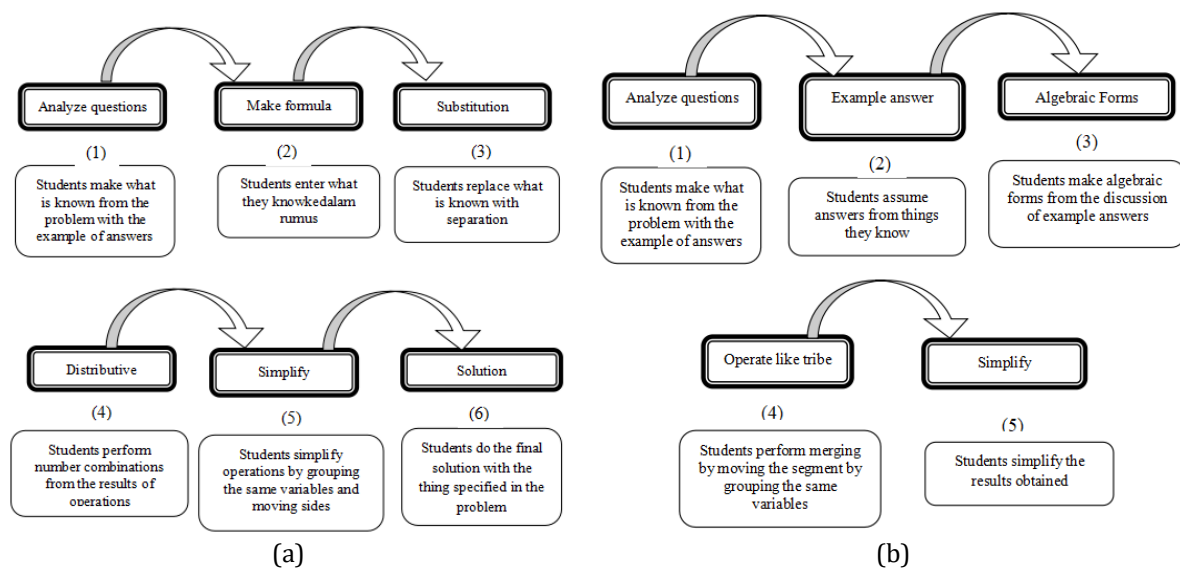 Analyze questions
Make formula
Substitution
(1)
(2)
(3)
Students make what
is known from the
problem with the
example of answers
Students enter what
they knowkedalam
rumus
Students replace what
is known with
separation
Distributive
Simplify
Solution
(4)
(5)
(6)
Students perform
number combinations
from the results of
operations
Students simplify
operations by grouping
the same variables and
moving sides
Students do the final
solution with the
thing specified in the
problem
(a)
Analyze questions
Example answer
Algebraic Forms
(1)
(2)
(3)
Students make what
is known from the
problem with the
example of answers
Students assume
answers from things
they know
Students make algebraic
forms from the discussion
of example answers
Operate like tribe
Simplify
(4)
(5)
Students perform merging
by moving the segment by
grouping the same
variables
Students simplify the
results obtained
(b)